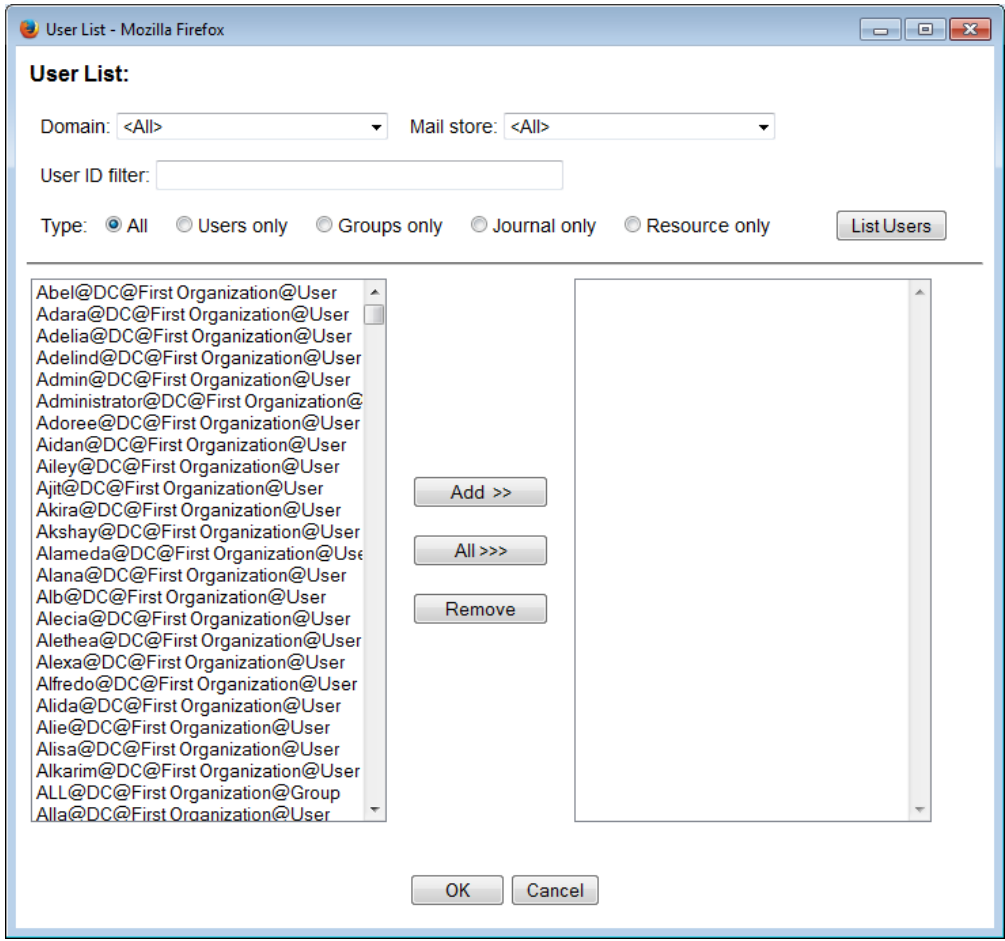 User List - Mozilla Firefox
User List:
Domain: <All> Mail store: <All>
User ID filter:
Type: All Users only Groups only Journal only Resource only List Users
Abel@DC@First Organization@User
Adara@DC@First Organization@User
Adelia@DC@First Organization@User
Adelind@DC@First Organization@User
Admin@DC@First Organization@User
Administrator@DC@First Organization@
Adoree@DC@First Organization@User
Aidan@DC@First Organization@User
Ailey@DC@First Organization@User
Ajit@DC@First Organization@User
Akira@DC@First Organization@User
Akshay@DC@First Organization@User
Alameda@DC@First Organization@Use
Alana@DC@First Organization@User
Alb@DC@First Organization@User
Alecia@DC@First Organization@User
Alethea@DC@First Organization@User
Alexa@DC@First Organization@User
Alfredo@DC@First Organization@User
Alida@DC@First Organization@User
Alie@DC@First Organization@User
Alisa@DC@First Organization@User
Alkarim@DC@First Organization@User
ALL@DC@First Organization@Group
Alla@DC@First Organization@User
Add >>
All >>>
Remove
OK Cancel